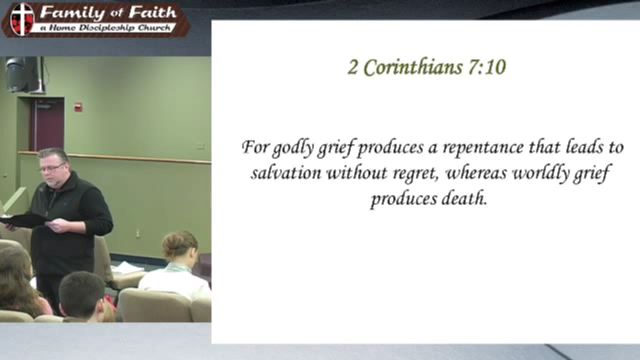 Family of Faith
a Home Discipleship Church
2 Corinthians 7:10
For godly grief produces a repentance that leads to
salvation without regret, whereas worldly grief
produces death.